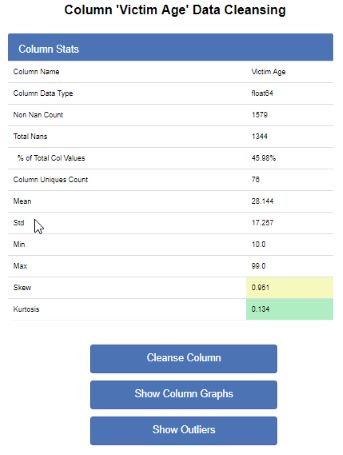 Column 'Victim Age' Data Cleansing
Column Stats
Column Name Victim Age
Column Data Type float64
Non Nan Count 1579
Total Nans 1344
% of Total Col Values 45.98%
Column Uniques Count 75
Mean 28.144
Std 17.257
Min 10.0
Max 99.0
Skew 0.951
Kurtosis 0.134
Cleanse Column
Show Column Graphs
Show Outliers